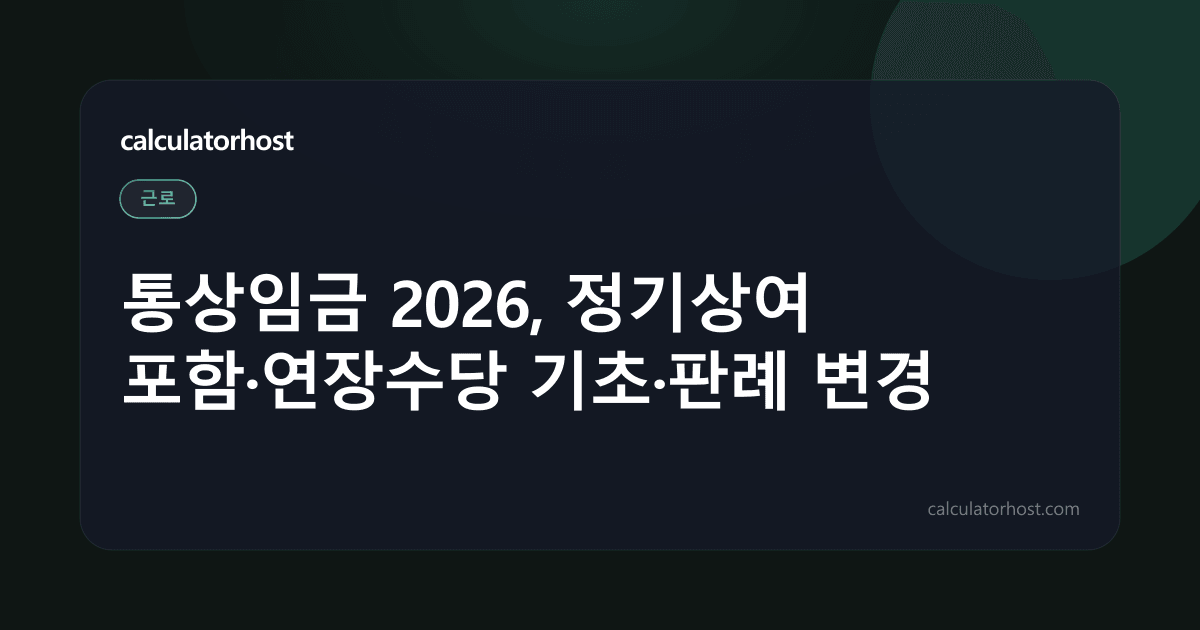 calculatorhost
근로
통상임금 2026, 정기상여
포함·연장수당 기초·판례 변경
calculatorhost.com